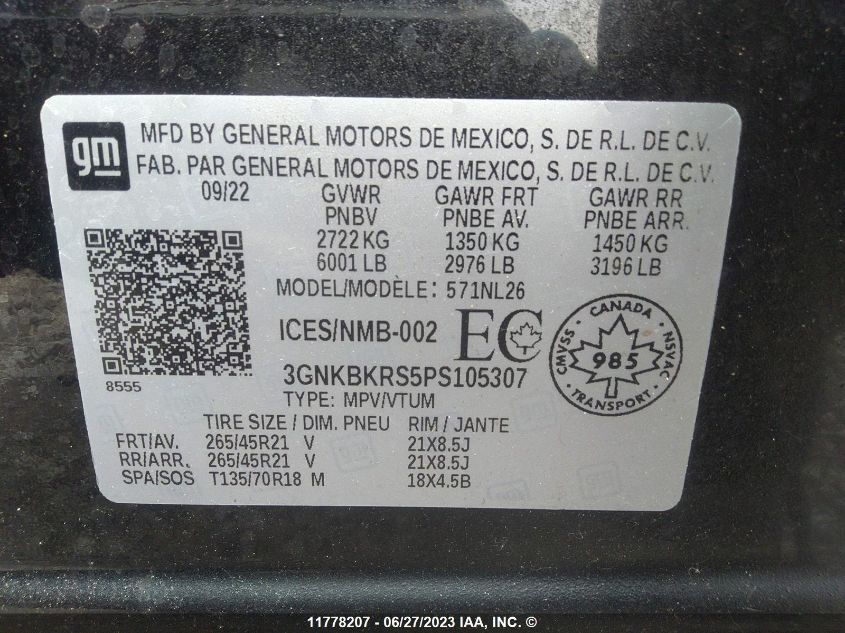 gm
MFD BY GENERAL MOTORS DE MEXICO, S. DE R.L. DE C.V.
FAB. PAR GENERAL MOTORS DE MEXICO, S. DE R.L. DE C.V.
09/22 GVWR GAWR FRT GAWR RR
PNBV PNBE AV. PNBE ARR.
2722 KG 1350 KG 1450 KG
6001 LB 2976 LB 3196 LB
MODEL/MODÈLE: 571NL26
ICES/NMB-002 EC
CANADA
CMVSS 985 NSVAC
TRANSPORT
8555
3GNKBKRS5PS105307
TYPE: MPV/VTUM
TIRE SIZE / DIM. PNEU RIM / JANTE
FRT/AV. 265/45R21 V 21X8.5J
RR/ARR. 265/45R21 V 21X8.5J
SPA/SOS T135/70R18 M 18X4.5B
11778207 - 06/27/2023 IAA, INC. ©